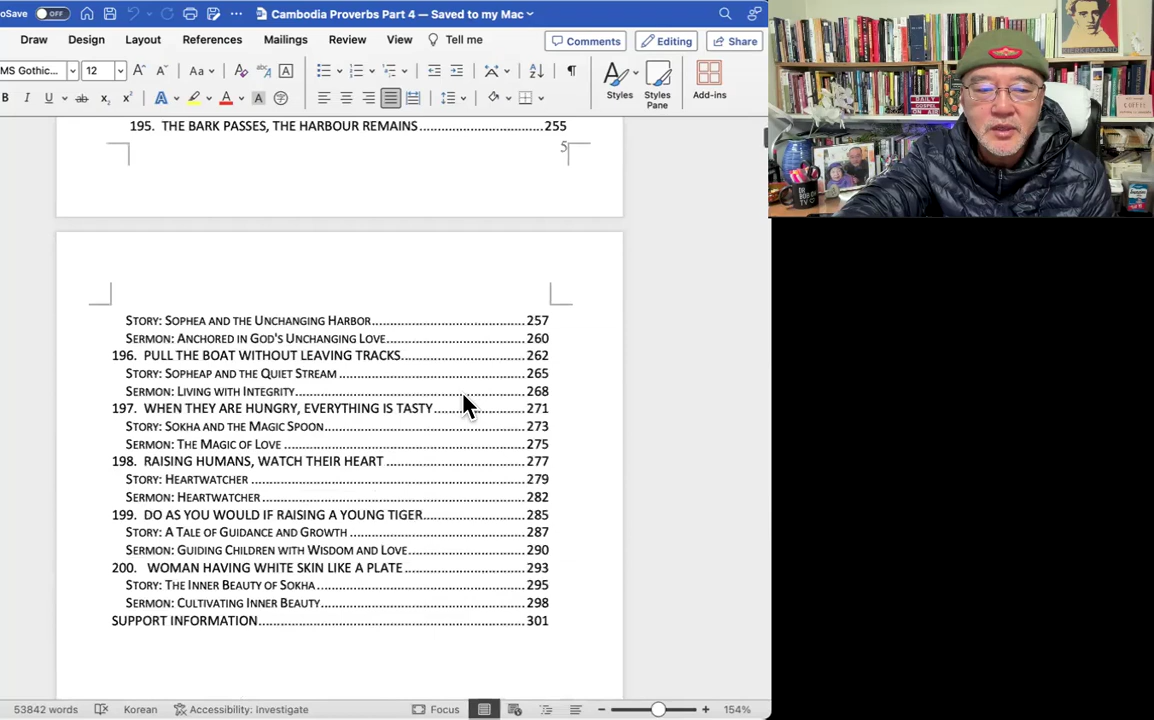 oSave OFF Cambodia Proverbs Part 4 — Saved to my Mac
Draw Design Layout References Mailings Review View Tell me Comments Editing Share
MS Gothic... 12 Aa A
B I U ab x₂ x² A A A Styles Styles Pane Add-ins
195. THE BARK PASSES, THE HARBOUR REMAINS 255
5
STORY: SOPHEA AND THE UNCHANGING HARBOR 257
SERMON: ANCHORED IN GOD'S UNCHANGING LOVE 260
196. PULL THE BOAT WITHOUT LEAVING TRACKS 262
STORY: SOPHEAP AND THE QUIET STREAM 265
SERMON: LIVING WITH INTEGRITY 268
197. WHEN THEY ARE HUNGRY, EVERYTHING IS TASTY 271
STORY: SOKHA AND THE MAGIC SPOON 273
SERMON: THE MAGIC OF LOVE 275
198. RAISING HUMANS, WATCH THEIR HEART 277
STORY: HEARTWATCHER 279
SERMON: HEARTWATCHER 282
199. DO AS YOU WOULD IF RAISING A YOUNG TIGER 285
STORY: A TALE OF GUIDANCE AND GROWTH 287
SERMON: GUIDING CHILDREN WITH WISDOM AND LOVE 290
200. WOMAN HAVING WHITE SKIN LIKE A PLATE 293
STORY: THE INNER BEAUTY OF SOKHA 295
SERMON: CULTIVATING INNER BEAUTY 298
SUPPORT INFORMATION 301
53842 words Korean Accessibility: Investigate Focus 154%
KIERKEGAARD
DAILY GOSPEL